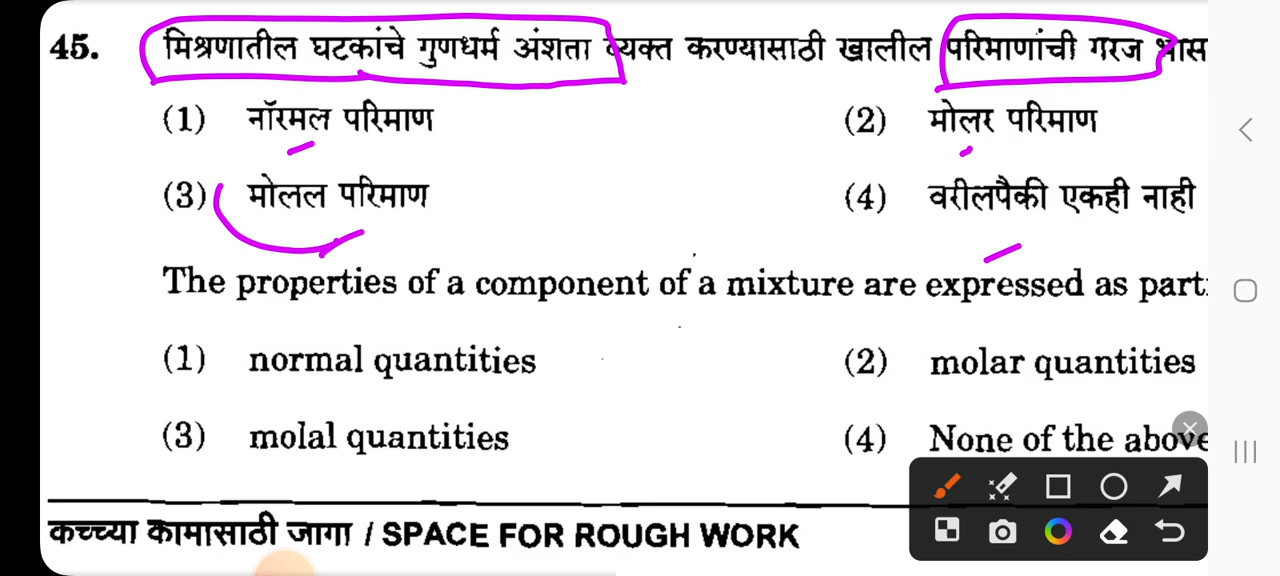 45. मिश्रणातील घटकांचे गुणधर्म अंशता व्यक्त करण्यासाठी खालील परिमाणांची गरज भास
(1) नॉरमल परिमाण (2) मोलर परिमाण
(3) मोलल परिमाण (4) वरीलपैकी एकही नाही
The properties of a component of a mixture are expressed as part
(1) normal quantities (2) molar quantities
(3) molal quantities (4) None of the above
कच्च्या कामासाठी जागा / SPACE FOR ROUGH WORK